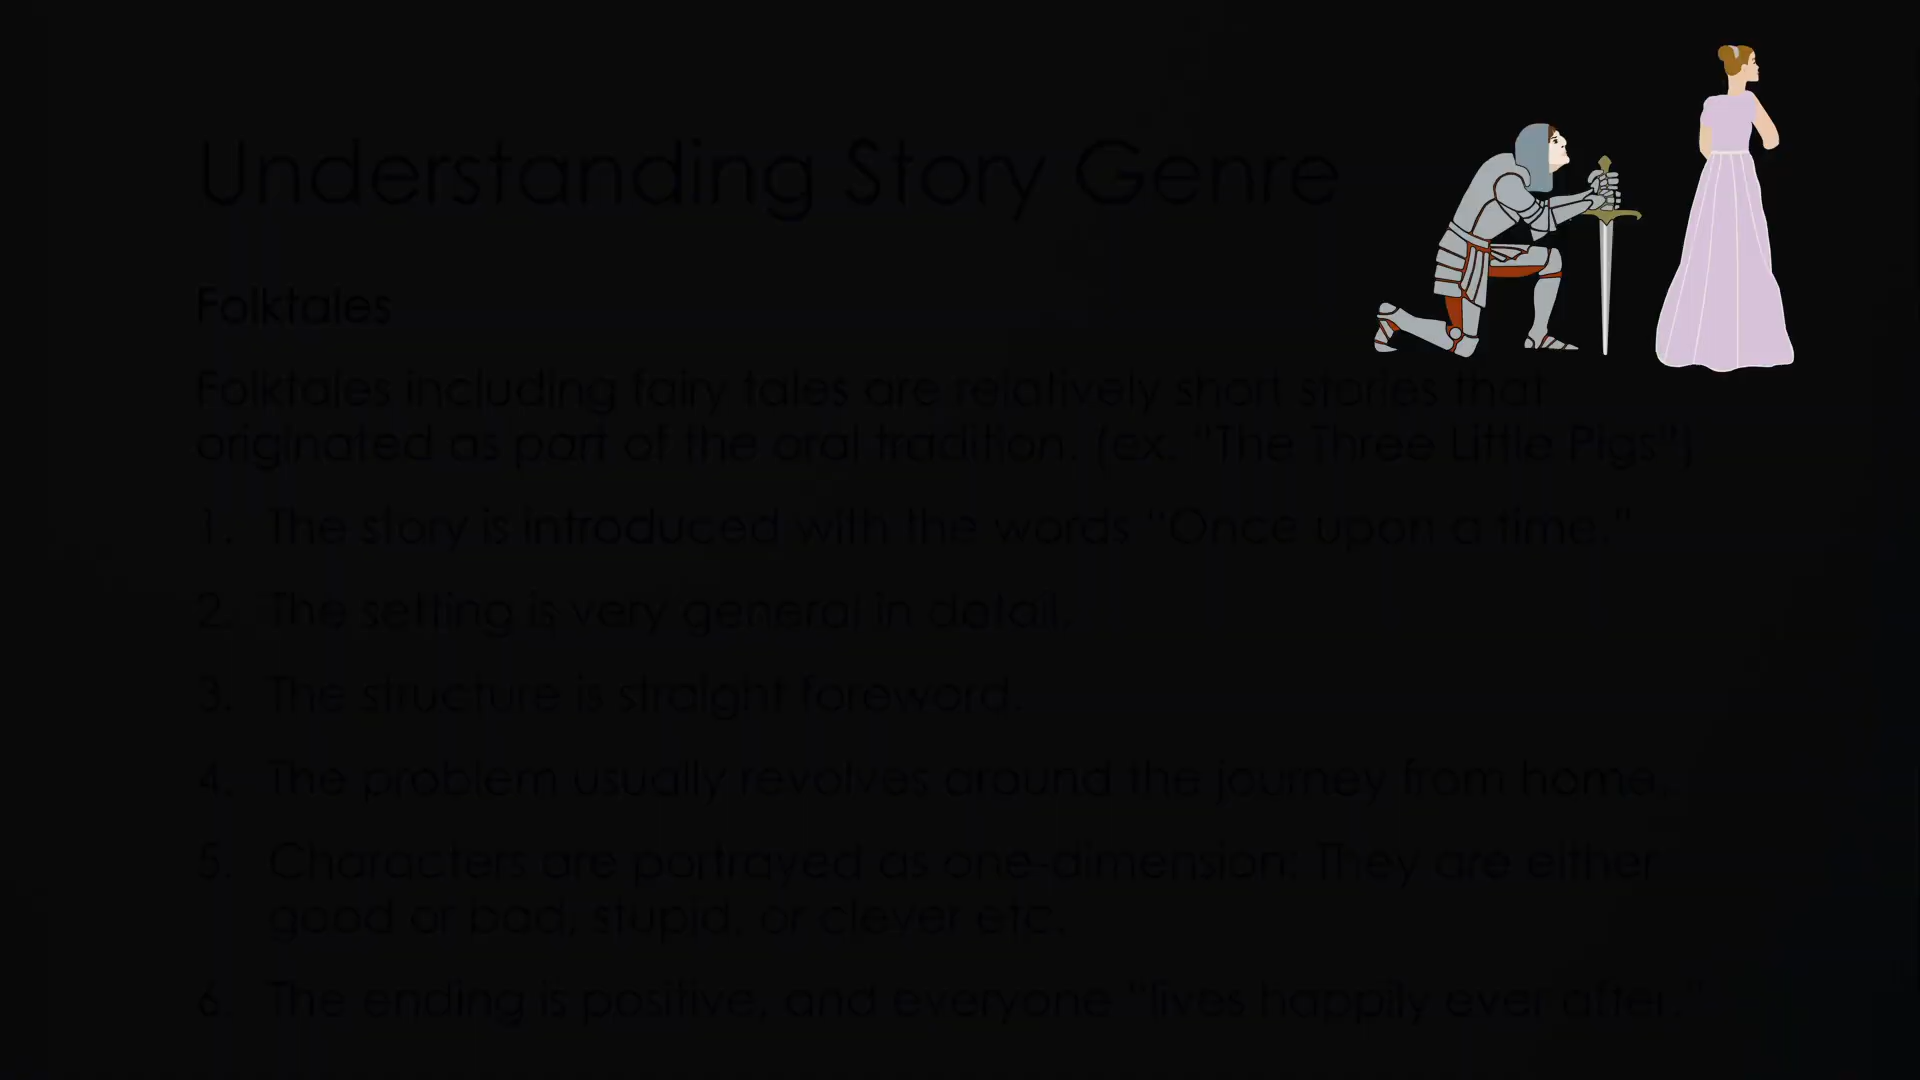 Understanding Story Genre
Folktales
Folktales including fairy tales are relatively short stories that
originated as part of the oral tradition. (ex. “The Three Little Pigs”)
1. The story is introduced with the words “Once upon a time.”
2. The setting is very general in detail.
3. The structure is straight foreword.
4. The problem usually revolves around the journey from home.
5. Characters are portrayed as one-dimension: They are either
good or bad, stupid, or clever etc.
6. The ending is positive, and everyone “lives happily ever after.”